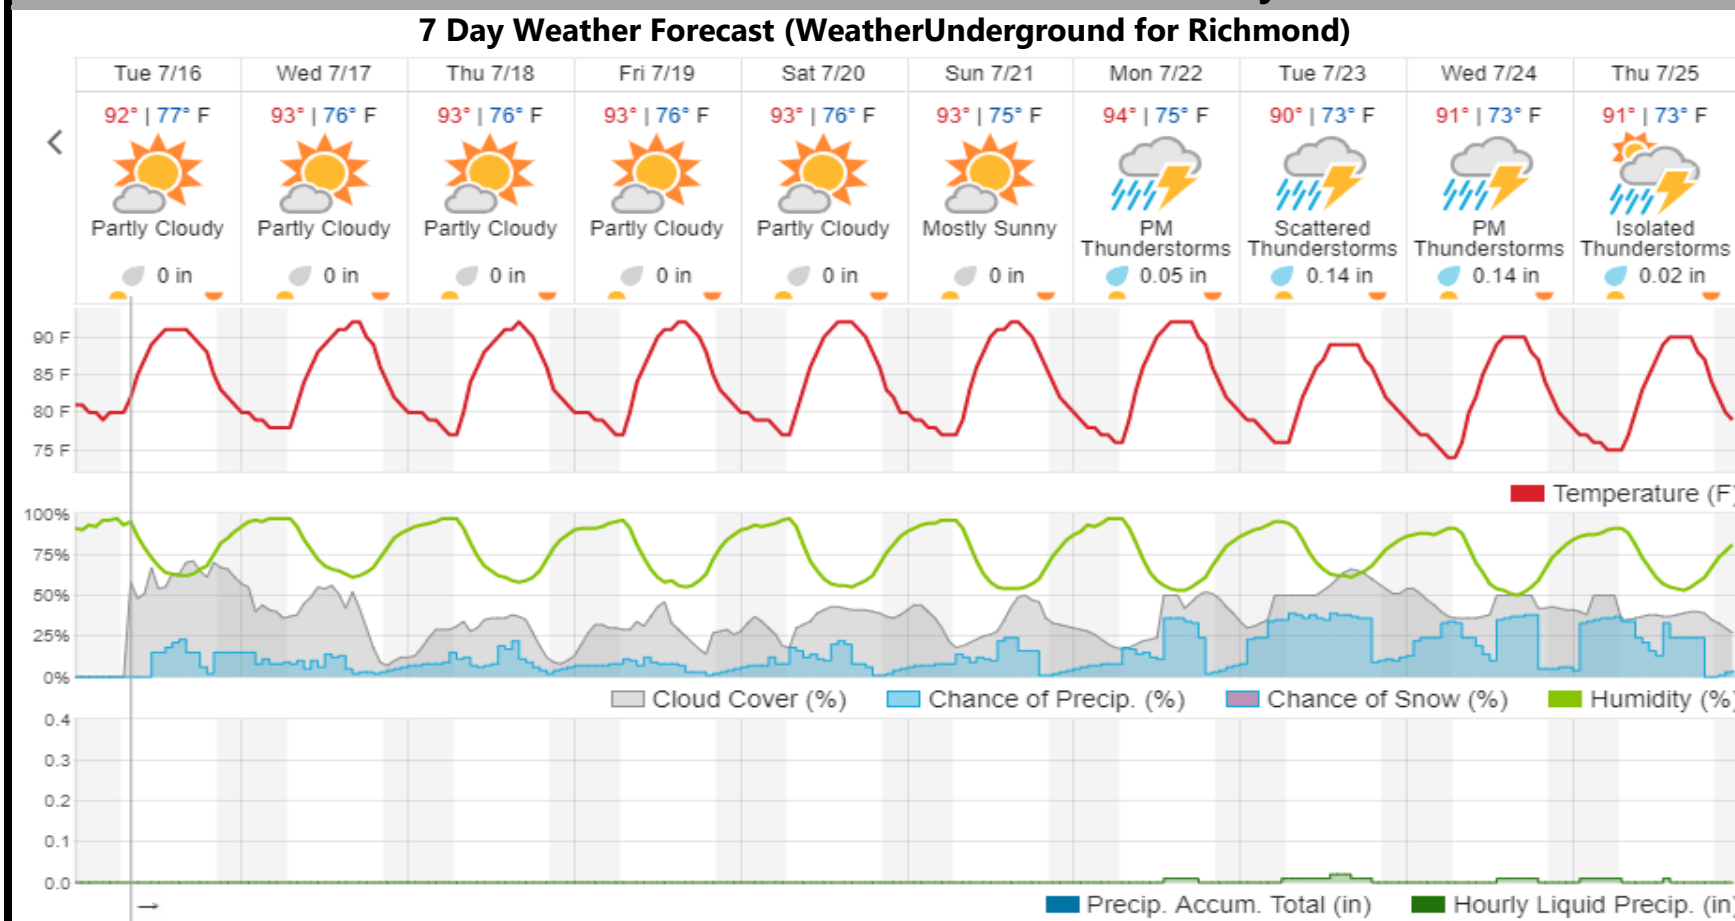 7 Day Weather Forecast (WeatherUnderground for Richmond)
Tue 7/16 Wed 7/17 Thu 7/18 Fri 7/19 Sat 7/20 Sun 7/21 Mon 7/22 Tue 7/23 Wed 7/24 Thu 7/25
92° | 77° F 93° | 76° F 93° | 76° F 93° | 76° F 93° | 76° F 93° | 75° F 94° | 75° F 90° | 73° F 91° | 73° F 91° | 73° F
Partly Cloudy Partly Cloudy Partly Cloudy Partly Cloudy Partly Cloudy Mostly Sunny PM Scattered PM Isolated
Thunderstorms Thunderstorms Thunderstorms Thunderstorms
0 in 0 in 0 in 0 in 0 in 0 in 0.05 in 0.14 in 0.14 in 0.02 in
90 F
85 F
80 F
75 F
Temperature (F)
100%
75%
50%
25%
0%
Cloud Cover (%) Chance of Precip. (%) Chance of Snow (%) Humidity (%)
0.4
0.3
0.2
0.1
0.0
Precip. Accum. Total (in) Hourly Liquid Precip. (in